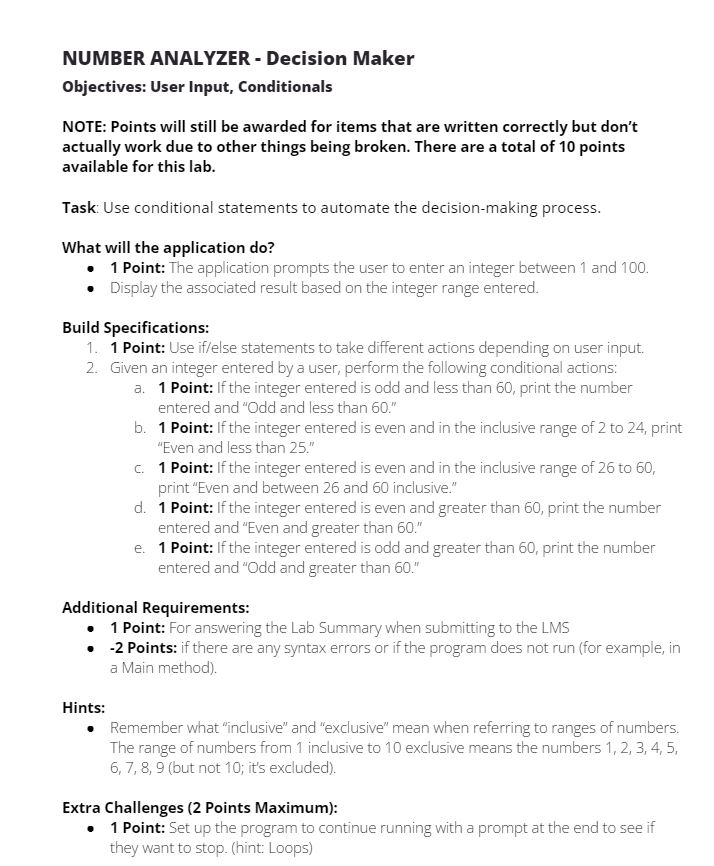 NUMBER ANALYZER - Decision Maker
Objectives: User Input, Conditionals
NOTE: Points will still be awarded for items that are written correctly but don’t
actually work due to other things being broken. There are a total of 10 points
available for this lab.
Task: Use conditional statements to automate the decision-making process.
What will the application do?
● 1 Point: The application prompts the user to enter an integer between 1 and 100.
● Display the associated result based on the integer range entered.
Build Specifications:
1. 1 Point: Use if/else statements to take different actions depending on user input.
2. Given an integer entered by a user, perform the following conditional actions:
a. 1 Point: If the integer entered is odd and less than 60, print the number
entered and “Odd and less than 60.”
b. 1 Point: If the integer entered is even and in the inclusive range of 2 to 24, print
“Even and less than 25.”
c. 1 Point: If the integer entered is even and in the inclusive range of 26 to 60,
print “Even and between 26 and 60 inclusive.”
d. 1 Point: If the integer entered is even and greater than 60, print the number
entered and “Even and greater than 60.”
e. 1 Point: If the integer entered is odd and greater than 60, print the number
entered and “Odd and greater than 60.”
Additional Requirements:
● 1 Point: For answering the Lab Summary when submitting to the LMS
● -2 Points: if there are any syntax errors or if the program does not run (for example, in
a Main method).
Hints:
● Remember what “inclusive” and “exclusive” mean when referring to ranges of numbers.
The range of numbers from 1 inclusive to 10 exclusive means the numbers 1, 2, 3, 4, 5,
6, 7, 8, 9 (but not 10; it’s excluded).
Extra Challenges (2 Points Maximum):
● 1 Point: Set up the program to continue running with a prompt at the end to see if
they want to stop. (hint: Loops)